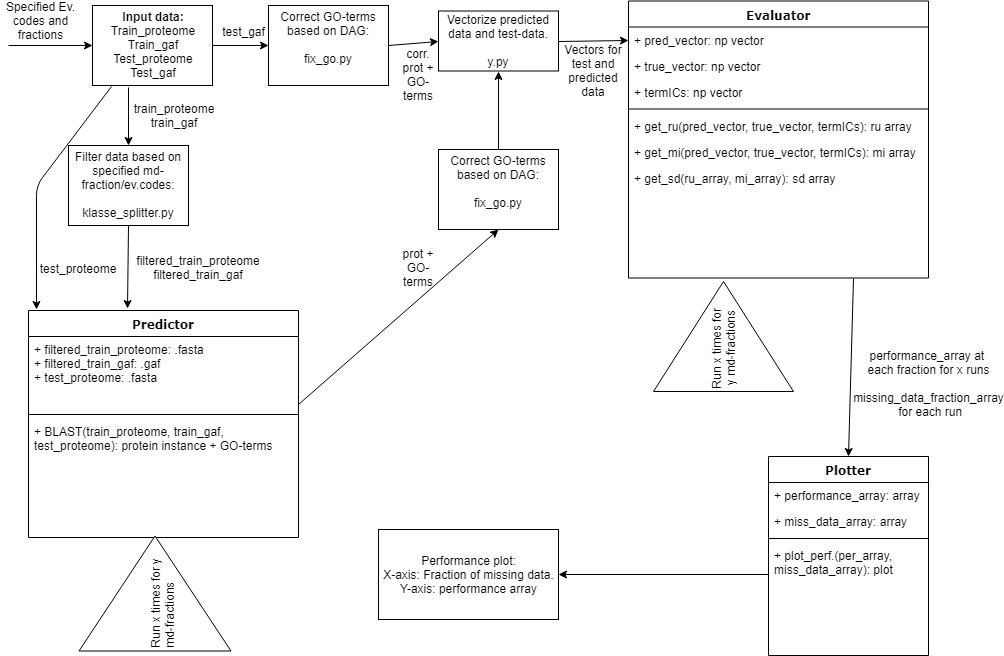 Specified Ev.
codes and
fractions
Input data:
Train_proteome
Train_gaf
Test_proteome
Test_gaf
test_gaf
Correct GO-terms
based on DAG:
fix_go.py
corr.
prot +
GO-
terms
Vectorize predicted
data and test-data.
y.py
Vectors for
test and
predicted
data
Evaluator
+ pred_vector: np vector
+ true_vector: np vector
+ termICs: np vector
+ get_ru(pred_vector, true_vector, termICs): ru array
+ get_mi(pred_vector, true_vector, termICs): mi array
+ get_sd(ru_array, mi_array): sd array
train_proteome
train_gaf
Filter data based on
specified md-
fraction/ev.codes:
klasse_splitter.py
Correct GO-terms
based on DAG:
fix_go.py
test_proteome
filtered_train_proteome
filtered_train_gaf
prot +
GO-
terms
Predictor
+ filtered_train_proteome: .fasta
+ filtered_train_gaf: .gaf
+ test_proteome: .fasta
+ BLAST(train_proteome, train_gaf,
test_proteome): protein instance + GO-terms
Run x times for y
md-fractions
Run x times for
y md-fractions
performance_array at
each fraction for x runs
missing_data_fraction_array
for each run
Plotter
+ performance_array: array
+ miss_data_array: array
+ plot_perf.(per_array,
miss_data_array): plot
Performance plot:
X-axis: Fraction of missing data.
Y-axis: performance array